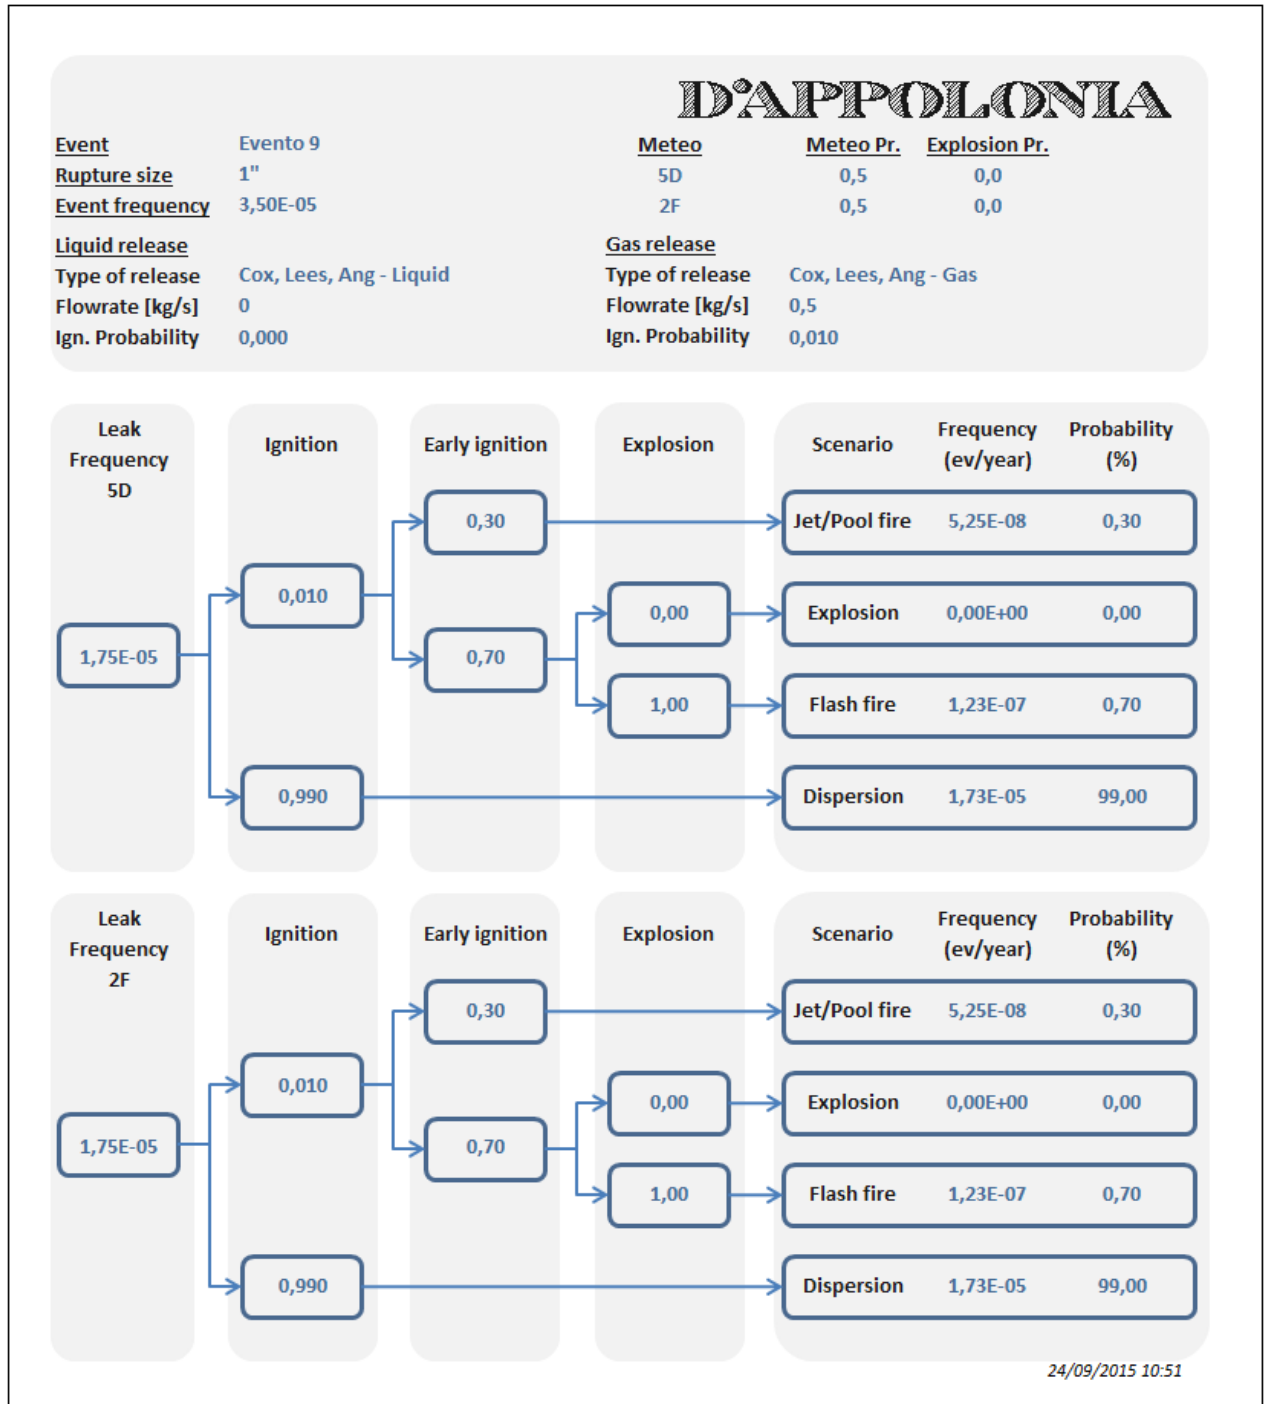 D'APPOLONIA
Event Evento 9 Meteo Meteo Pr. Explosion Pr.
Rupture size 1" 5D 0,5 0,0
Event frequency 3,50E-05 2F 0,5 0,0
Liquid release Gas release
Type of release Cox, Lees, Ang - Liquid Type of release Cox, Lees, Ang - Gas
Flowrate [kg/s] 0 Flowrate [kg/s] 0,5
Ign. Probability 0,000 Ign. Probability 0,010
Leak Frequency Probability
Frequency Ignition Early ignition Explosion Scenario (ev/year) (%)
5D
0,30 Jet/Pool fire 5,25E-08 0,30
0,010 0,00 Explosion 0,00E+00 0,00
1,75E-05 0,70
1,00 Flash fire 1,23E-07 0,70
0,990 Dispersion 1,73E-05 99,00
Leak Frequency Probability
Frequency Ignition Early ignition Explosion Scenario (ev/year) (%)
2F
0,30 Jet/Pool fire 5,25E-08 0,30
0,010 0,00 Explosion 0,00E+00 0,00
1,75E-05 0,70
1,00 Flash fire 1,23E-07 0,70
0,990 Dispersion 1,73E-05 99,00
24/09/2015 10:51